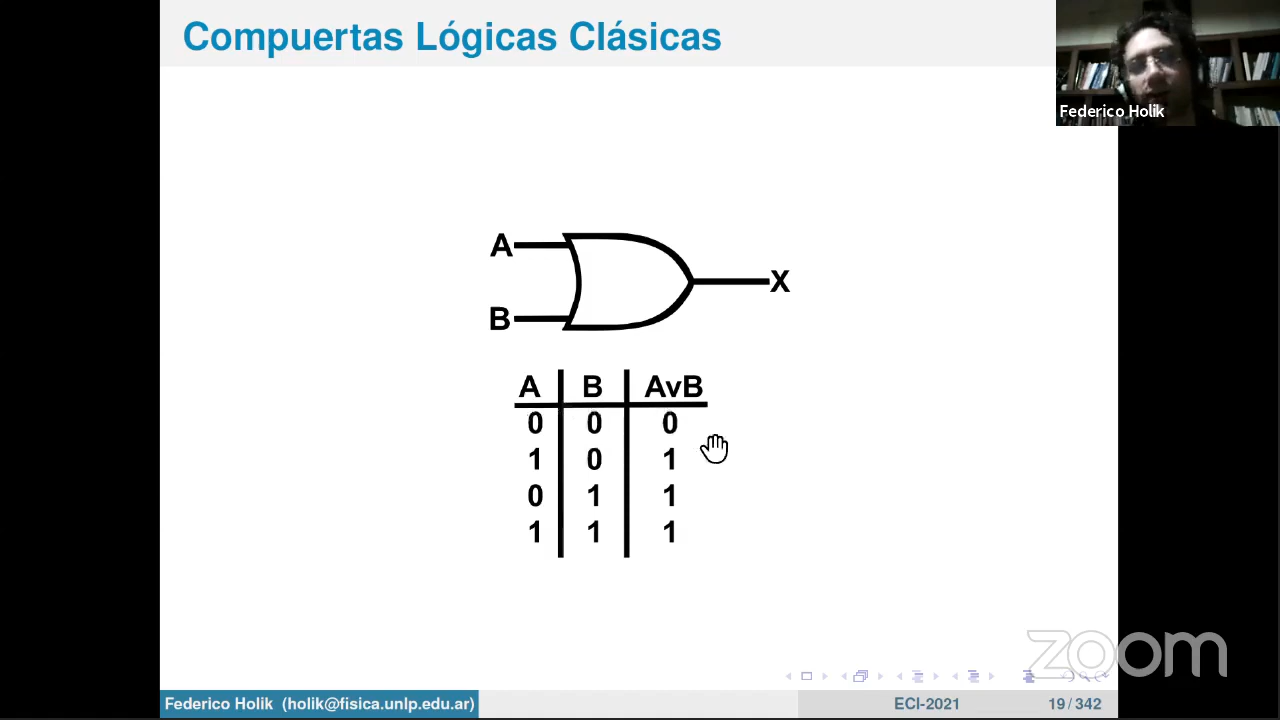 Compuertas Lógicas Clásicas
Federico Holik
A
B
X
A B AvB
0 0 0
1 0 1
0 1 1
1 1 1
zoom
Federico Holik (holik@fisica.unlp.edu.ar) ECI-2021 19/342